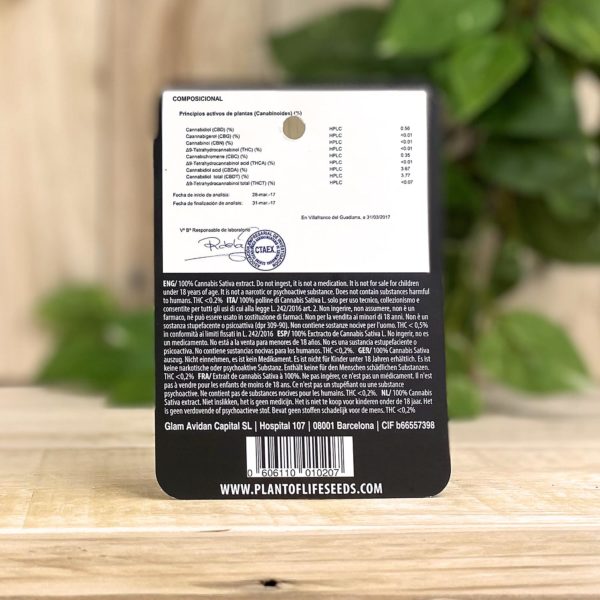 COMPOSICIONAL
Principios activos de plantas (Canabinoides) (%)
Cannabidiol (CBD) (%) HPLC 0.56
Caannabigerol (CBG) (%) HPLC <0.01
Cannabinol (CBN) (%) HPLC <0.01
Δ9-Tetrahydrocannabinol (THC) (%) HPLC <0.01
Cannabichromene (CBC) (%) HPLC 0.35
Δ9-Tetrahydrocannabinol acid (THCA) (%) HPLC <0.01
Cannabidiol acid (CBDA) (%) HPLC 3.67
Cannabidiol total (CBDT) (%) HPLC 3.77
Δ9-Tetrahydrocannabinol total (THCT) (%) HPLC <0.07
Fecha de inicio de analisis: 28-mar.-17
Fecha de finalización de analisis: 31-mar.-17
En Villafranco del Guadiana, a 31/03/2017
Vº Bº Responsable de laboratorio
CTAEX
ENG/ 100% Cannabis Sativa extract. Do not ingest, it is not a medication. It is not for sale for children
under 18 years of age. It is not a narcotic or psychoactive substance. Does not contain substances harmful
to humans. THC <0.2% ITA/ 100% polline di Cannabis Sativa L. solo per uso tecnico, collezionismo e
consentite per tutti gli usi di cui alla legge L. 242/2016 art. 2. Non ingerire, non assumere, non è un
farmaco, né può essere usato in sostituzione di farmaci. Non per la vendita ai minori di 18 anni. Non è una
sostanza stupefacente o psicoattiva (dpr 309-90). Non contiene sostanze nocive per l'uomo. THC < 0,5%
in conformità ai limiti fissati in L. 242/2016 ESP/ 100% Exctracto de Cannabis Sativa L. No ingerir, no es
un medicamento. No está a la venta para menores de 18 años. No es una sustancia estupefaciente o
psicoactiva. No contiene sustancias nocivas para los humanos. THC <0,2%. GER/ 100% Cannabis Sativa
auszug. Nicht einnehmen, es ist kein Medikament. Es ist nicht für Kinder unter 18 Jahren erhältlich. Es ist
keine narkotische oder psychoaktive Substanz. Enthält keine für den Menschen schädlichen Substanzen.
THC <0,2% FRA/ Extrait de cannabis Sativa à 100%. Ne pas ingérer, ce n'est pas un médicament. Il n'est
pas à vendre pour les enfants de moins de 18 ans. Ce n'est pas un stupéfiant ou une substance
psychoactive. Ne contient pas de substances nocives pour les humains. THC <0,2%. NL/ 100% Cannabis
Sativa extract. Niet inslikken, het is geen medicijn. Het is niet te koop voor kinderen onder de 18 jaar. Het
is geen verdovende of psychoactieve stof. Bevat geen stoffen schadelijk voor de mens. THC <0,2%
Glam Avidan Capital SL | Hospital 107 | 08001 Barcelona | CIF b66557398
0 606110 010207
WWW.PLANTOFLIFESEEDS.COM